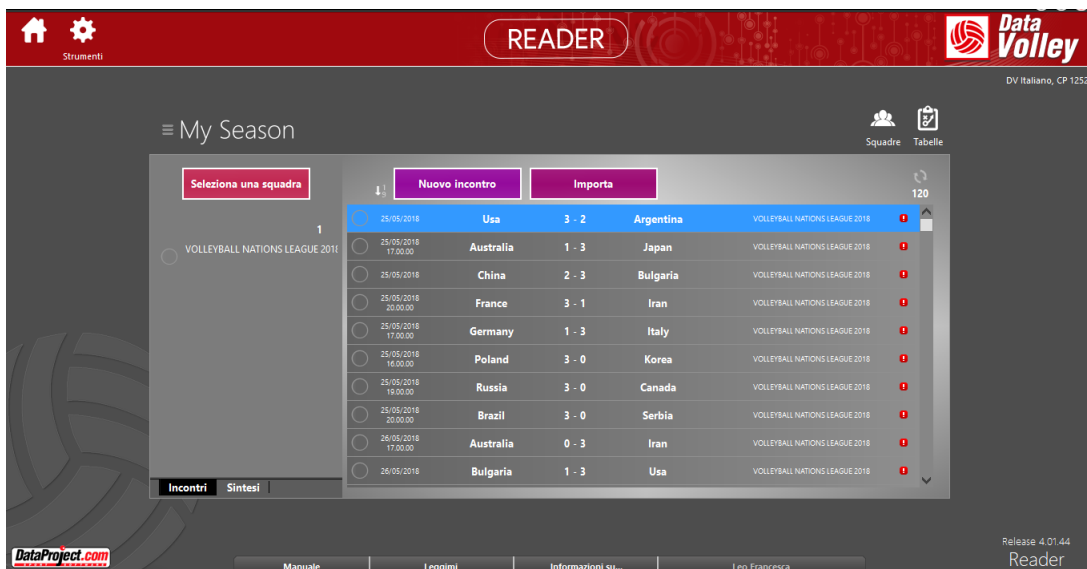 Strumenti
READER
Data
Volley
DV Italiano, CP 1252
My Season
Squadre Tabelle
Seleziona una squadra
Nuovo incontro
Importa
120
1
VOLLEYBALL NATIONS LEAGUE 2018
25/05/2018 Usa 3 - 2 Argentina VOLLEYBALL NATIONS LEAGUE 2018
25/05/2018 17.00.00 Australia 1 - 3 Japan VOLLEYBALL NATIONS LEAGUE 2018
25/05/2018 China 2 - 3 Bulgaria VOLLEYBALL NATIONS LEAGUE 2018
25/05/2018 20.00.00 France 3 - 1 Iran VOLLEYBALL NATIONS LEAGUE 2018
25/05/2018 17.00.00 Germany 1 - 3 Italy VOLLEYBALL NATIONS LEAGUE 2018
25/05/2018 16.00.00 Poland 3 - 0 Korea VOLLEYBALL NATIONS LEAGUE 2018
25/05/2018 19.00.00 Russia 3 - 0 Canada VOLLEYBALL NATIONS LEAGUE 2018
25/05/2018 20.00.00 Brazil 3 - 0 Serbia VOLLEYBALL NATIONS LEAGUE 2018
26/05/2018 17.00.00 Australia 0 - 3 Iran VOLLEYBALL NATIONS LEAGUE 2018
26/05/2018 Bulgaria 1 - 3 Usa VOLLEYBALL NATIONS LEAGUE 2018
Incontri Sintesi
DataProject.com
Manuale Leggimi Informazioni su... Leo Francesca
Release 4.01.44
Reader